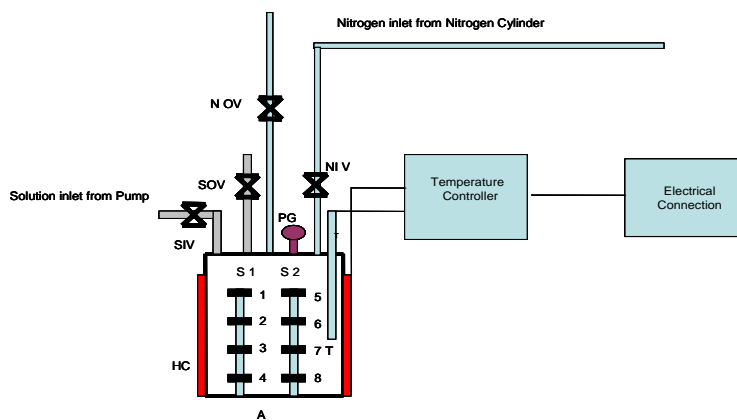 Nitrogen inlet from Nitrogen Cylinder
N OV
NI V
SOV
Solution inlet from Pump
SIV
PG
Temperature
Controller
Electrical
Connection
T
S 1
S 2
1
5
2
6
3
7 T
HC
4
8
A